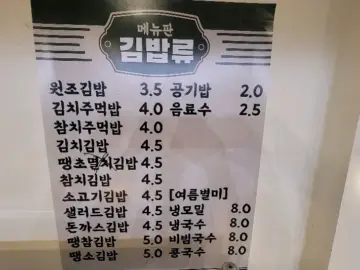 메뉴판
김밥류
원조김밥 3.5 공기밥 2.0
김치주먹밥 4.0 음료수 2.5
참치주먹밥 4.0
김치김밥 4.5
땡초멸치김밥 4.5
참치김밥 4.5
소고기김밥 4.5 [여름별미]
샐러드김밥 4.5 냉모밀 8.0
돈까스김밥 4.5 냉국수 8.0
땡참김밥 5.0 비빔국수 8.0
땡소김밥 5.0 콩국수 8.0